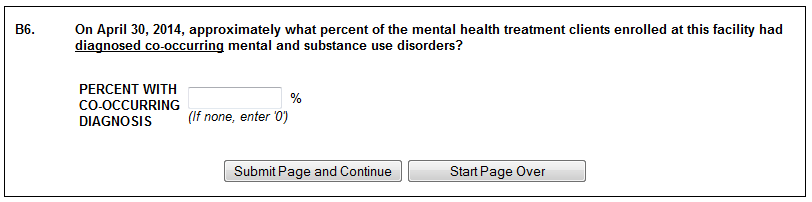 B6. On April 30, 2014, approximately what percent of the mental health treatment clients enrolled at this facility had
diagnosed co-occurring mental and substance use disorders?
PERCENT WITH
CO-OCCURRING %
DIAGNOSIS (If none, enter '0')
Submit Page and Continue Start Page Over